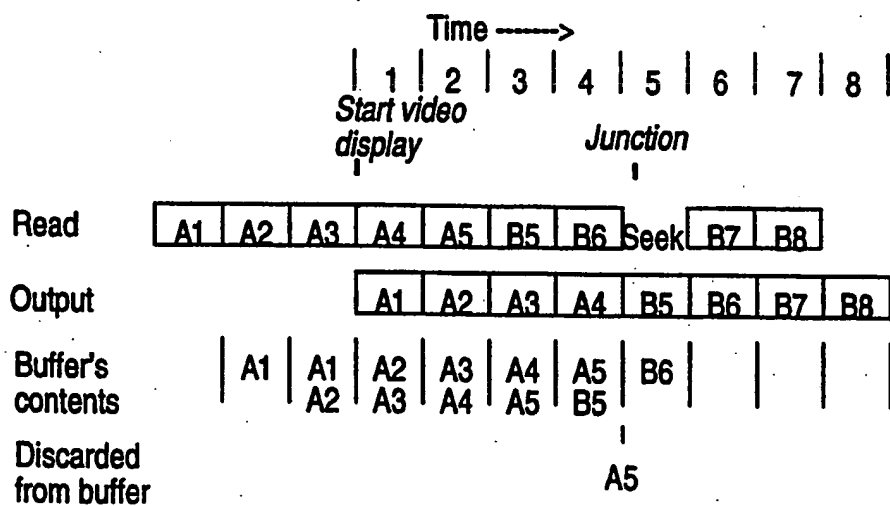 Time ------>
1 2 3 4 5 6 7 8
Start video
display
Junction
Read A1 A2 A3 A4 A5 B5 B6 Seek B7 B8
Output A1 A2 A3 A4 B5 B6 B7 B8
Buffer's A1 A1 A2 A3 A4 A5 B6
contents A2 A3 A4 A5 B5
Discarded
from buffer A5